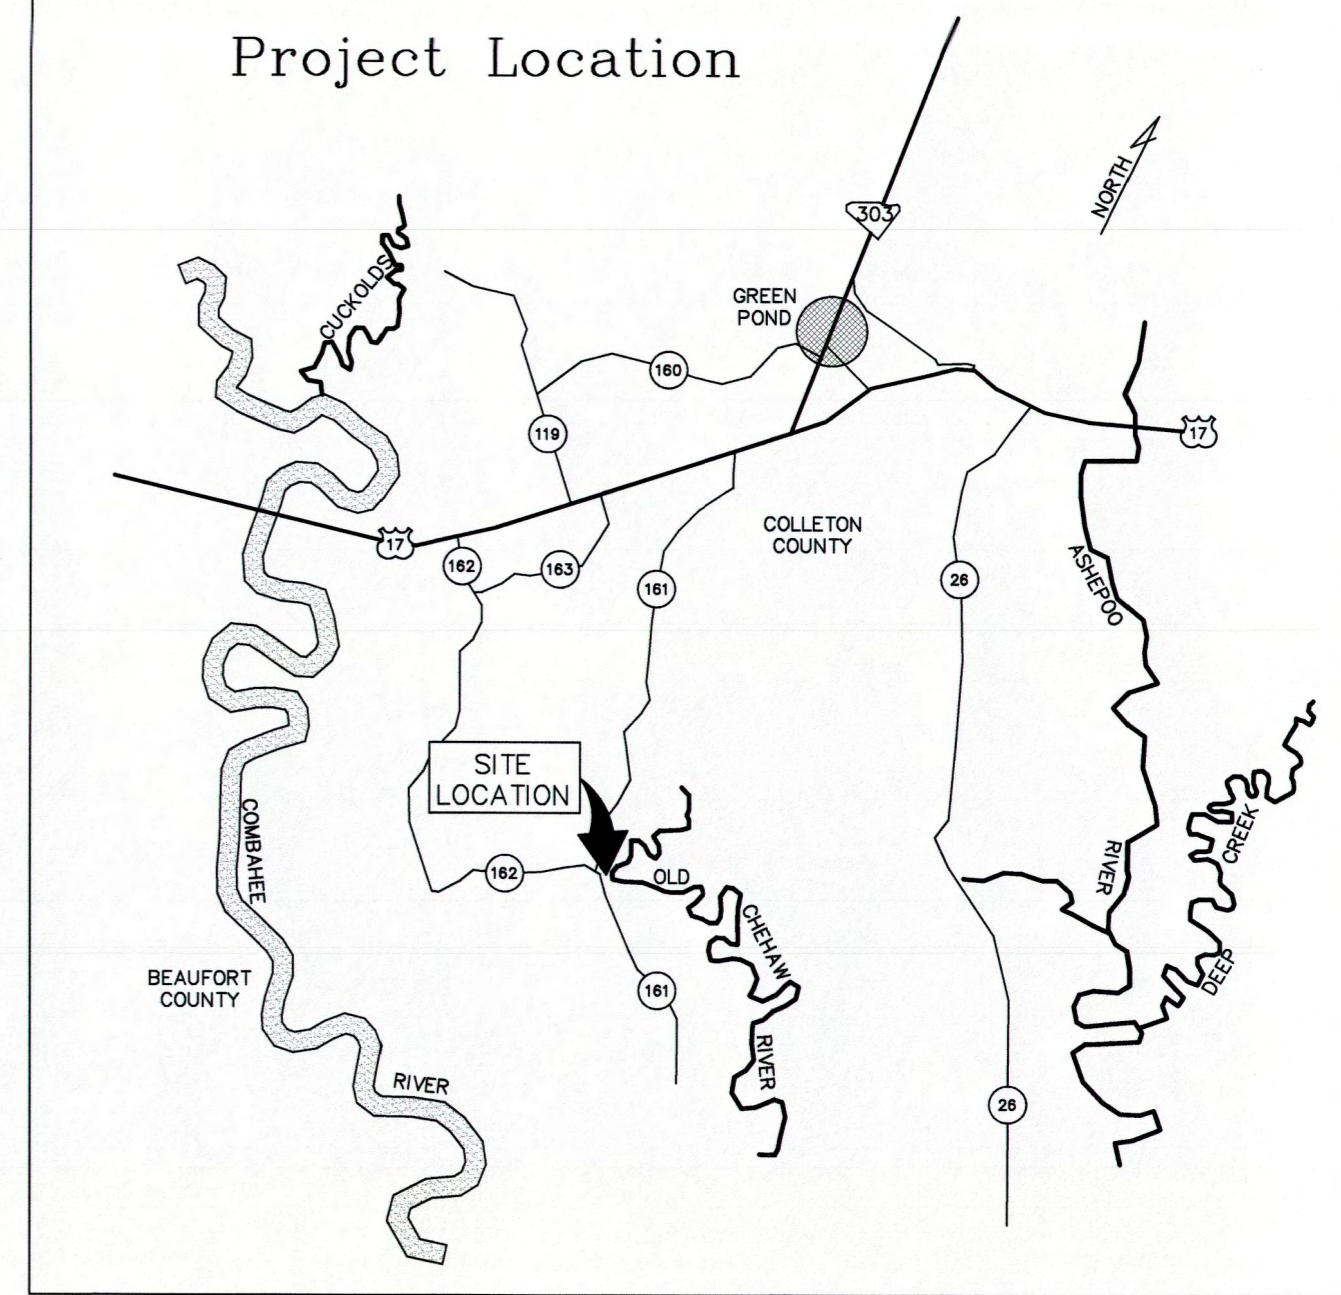 Project Location
NORTH
303
CUCKOLDS
GREEN
POND
160
119
17
17
COLLETON
COUNTY
162
163
161
26
ASHEPOO
SITE
LOCATION
COMBAHEE
162
OLD
CHEHAW
RIVER
CREEK
DEEP
BEAUFORT
COUNTY
161
RIVER
RIVER
26